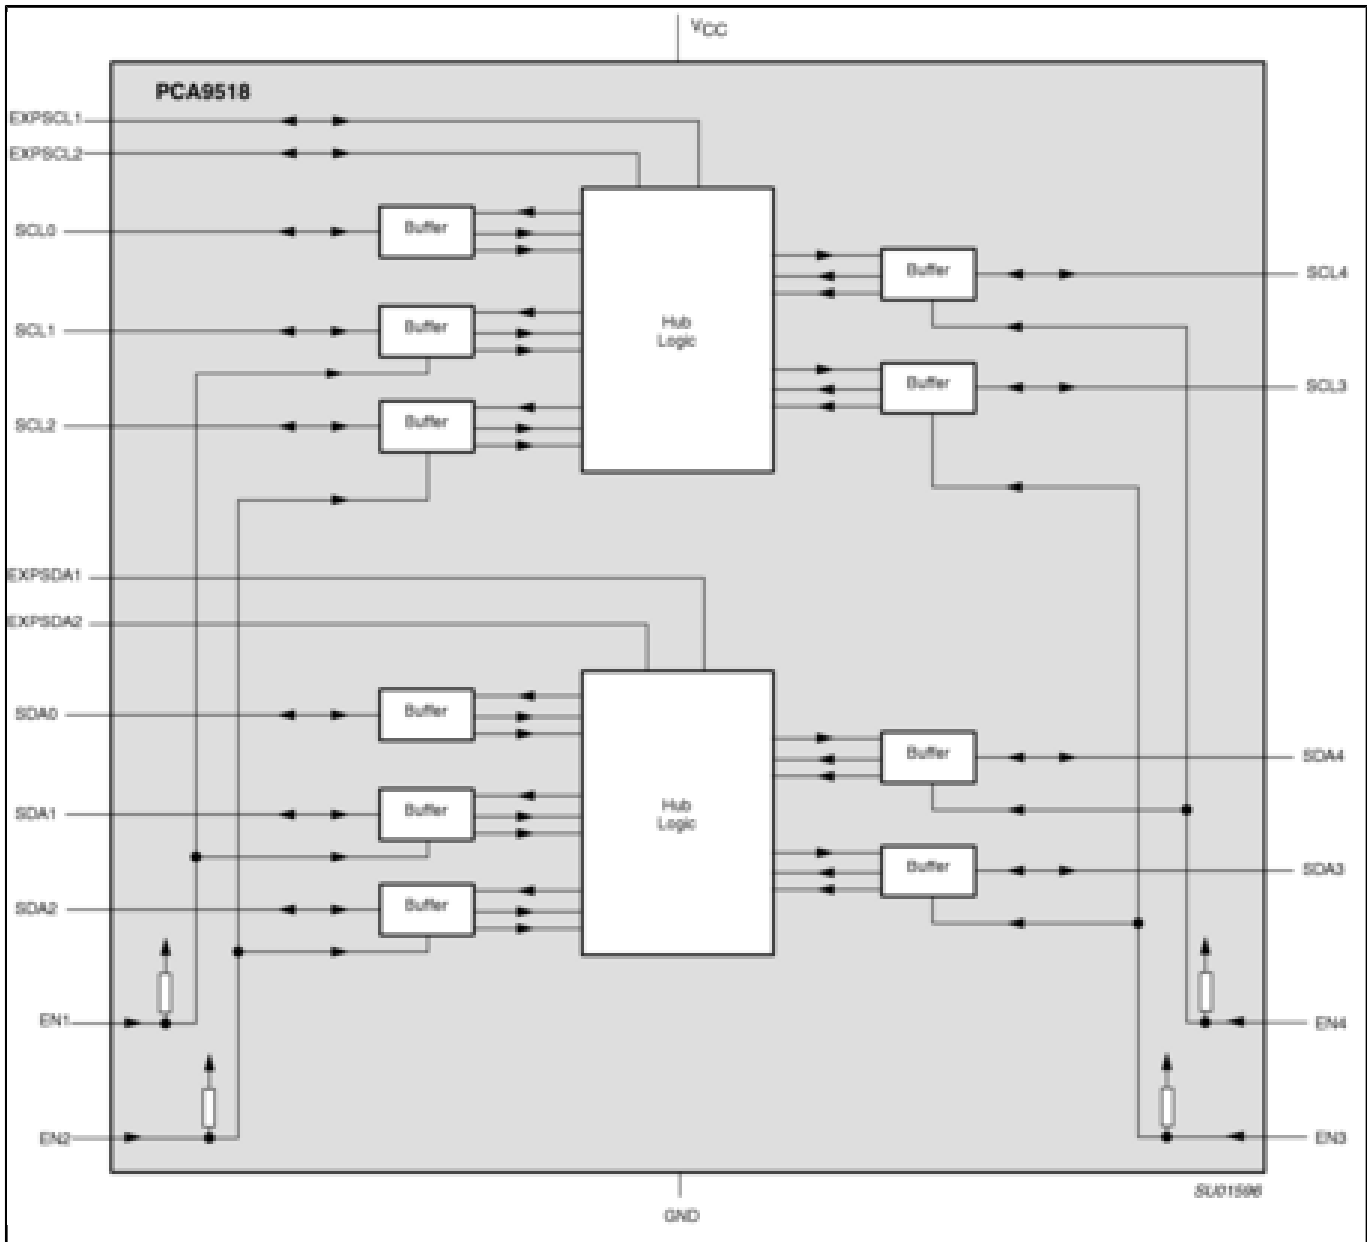 VCC
PCA9518
EXPSCL1
EXPSCL2
SCL0
Buffer
SCL1
Buffer
SCL2
Buffer
Hub
Logic
Buffer
SCL4
Buffer
SCL3
EXPSDA1
EXPSDA2
SDA0
Buffer
SDA1
Buffer
SDA2
Buffer
Hub
Logic
Buffer
SDA4
Buffer
SDA3
EN1
EN4
EN2
EN3
SU01596
GND